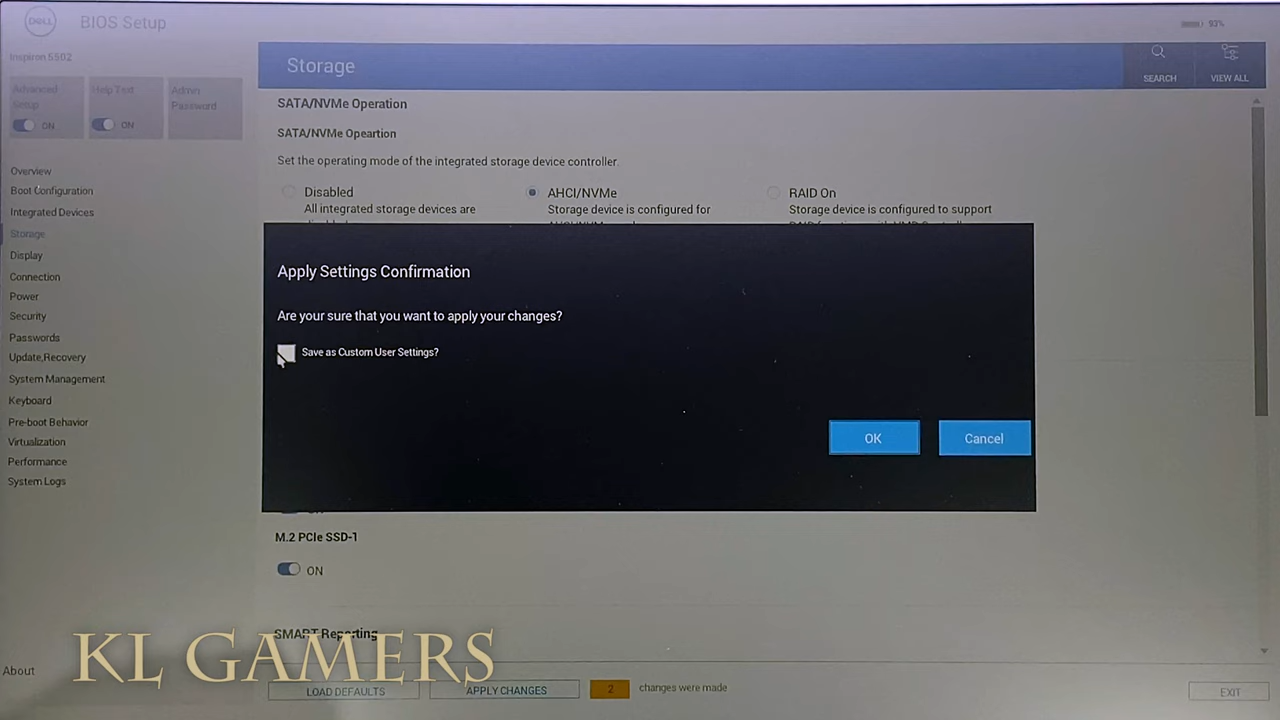 DELL
BIOS Setup
93%
Inspiron 5502
Advanced Setup
ON
Help Text
ON
Admin Password
Storage
SEARCH
VIEW ALL
Overview
Boot Configuration
Integrated Devices
Storage
Display
Connection
Power
Security
Passwords
Update,Recovery
System Management
Keyboard
Pre-boot Behavior
Virtualization
Performance
System Logs
About
SATA/NVMe Operation
SATA/NVMe Opeartion
Set the operating mode of the integrated storage device controller.
Disabled
All integrated storage devices are
AHCI/NVMe
Storage device is configured for
RAID On
Storage device is configured to support
Apply Settings Confirmation
Are your sure that you want to apply your changes?
Save as Custom User Settings?
OK
Cancel
M.2 PCIe SSD-1
ON
SMART Reporting
KL GAMERS
LOAD DEFAULTS
APPLY CHANGES
2
changes were made
EXIT